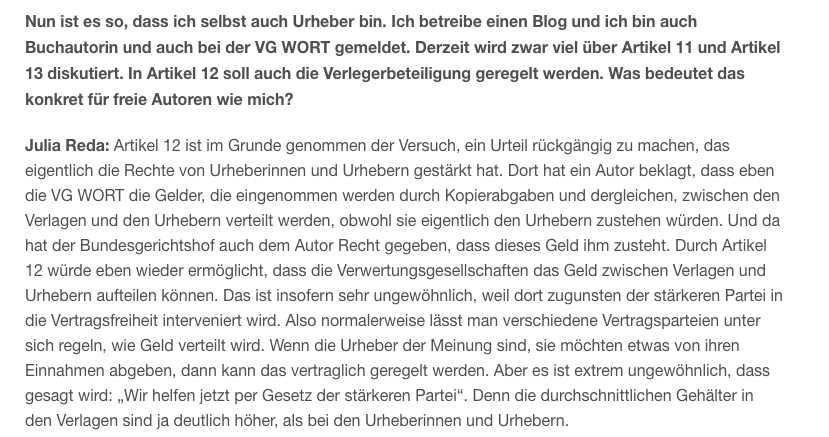 Nun ist es so, dass ich selbst auch Urheber bin. Ich betreibe einen Blog und ich bin auch
Buchautorin und auch bei der VG WORT gemeldet. Derzeit wird zwar viel über Artikel 11 und Artikel
13 diskutiert. In Artikel 12 soll auch die Verlegerbeteiligung geregelt werden. Was bedeutet das
konkret für freie Autoren wie mich?
Julia Reda: Artikel 12 ist im Grunde genommen der Versuch, ein Urteil rückgängig zu machen, das
eigentlich die Rechte von Urheberinnen und Urhebern gestärkt hat. Dort hat ein Autor beklagt, dass eben
die VG WORT die Gelder, die eingenommen werden durch Kopierabgaben und dergleichen, zwischen den
Verlagen und den Urhebern verteilt werden, obwohl sie eigentlich den Urhebern zustehen würden. Und da
hat der Bundesgerichtshof auch dem Autor Recht gegeben, dass dieses Geld ihm zusteht. Durch Artikel
12 würde eben wieder ermöglicht, dass die Verwertungsgesellschaften das Geld zwischen Verlagen und
Urhebern aufteilen können. Das ist insofern sehr ungewöhnlich, weil dort zugunsten der stärkeren Partei in
die Vertragsfreiheit interveniert wird. Also normalerweise lässt man verschiedene Vertragsparteien unter
sich regeln, wie Geld verteilt wird. Wenn die Urheber der Meinung sind, sie möchten etwas von ihren
Einnahmen abgeben, dann kann das vertraglich geregelt werden. Aber es ist extrem ungewöhnlich, dass
gesagt wird: „Wir helfen jetzt per Gesetz der stärkeren Partei“. Denn die durchschnittlichen Gehälter in
den Verlagen sind ja deutlich höher, als bei den Urheberinnen und Urhebern.